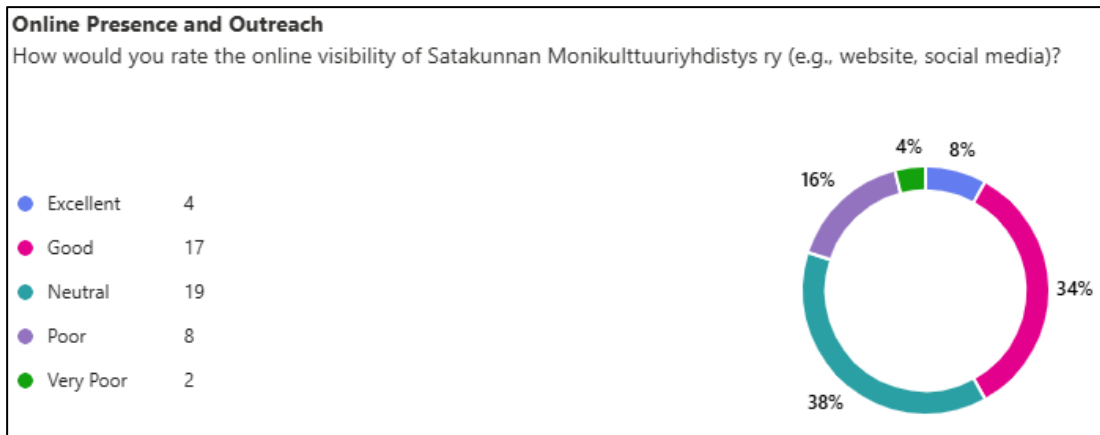 Online Presence and Outreach
How would you rate the online visibility of Satakunnan Monikulttuuriyhdistys ry (e.g., website, social media)?
Excellent 4
Good 17
Neutral 19
Poor 8
Very Poor 2
4% 8%
16%
34%
38%